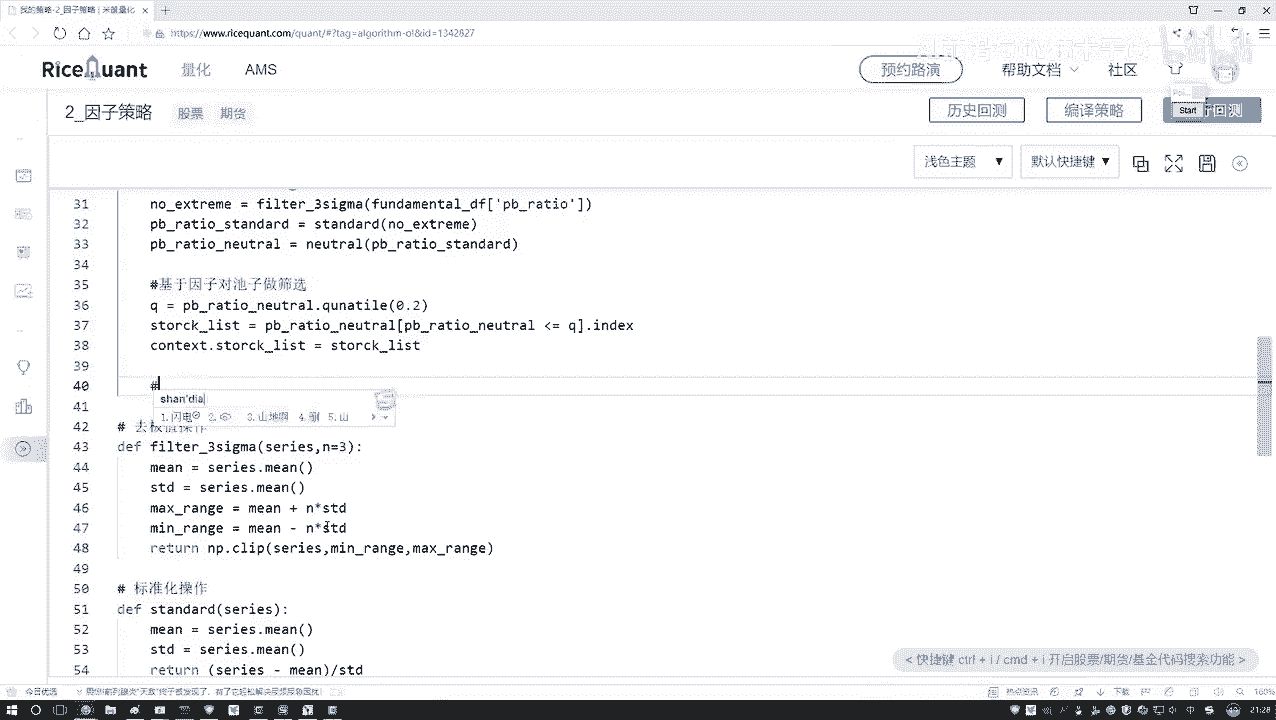 我的策略-2_因子策略 | 米筐量化
https://www.ricequant.com/quant/#?tag=algorithm-ol&id=1342827
RiceQuant 量化 AMS 预约路演 帮助文档 社区
2_因子策略 股票 期货 历史回测 编译策略 回测
Start
浅色主题 默认快捷键
31 no_extreme = filter_3sigma(fundamental_df['pb_ratio'])
32 pb_ratio_standard = standard(no_extreme)
33 pb_ratio_neutral = neutral(pb_ratio_standard)
34
35 #基于因子对池子做筛选
36 q = pb_ratio_neutral.qunatile(0.2)
37 storck_list = pb_ratio_neutral[pb_ratio_neutral <= q].index
38 context.storck_list = storck_list
39
40 #
shan'dia
1.闪电 2. 3.山地 4.删 5.山
41
42 # 去极值操作
43 def filter_3sigma(series,n=3):
44 mean = series.mean()
45 std = series.mean()
46 max_range = mean + n*std
47 min_range = mean - n*std
48 return np.clip(series,min_range,max_range)
49
50 # 标准化操作
51 def standard(series):
52 mean = series.mean()
53 std = series.mean()
54 return (series - mean)/std
< 快捷键 ctrl + i / cmd + i 开启股票/期货/基金代码搜索功能 >
今日优选
下载
160%
21:28